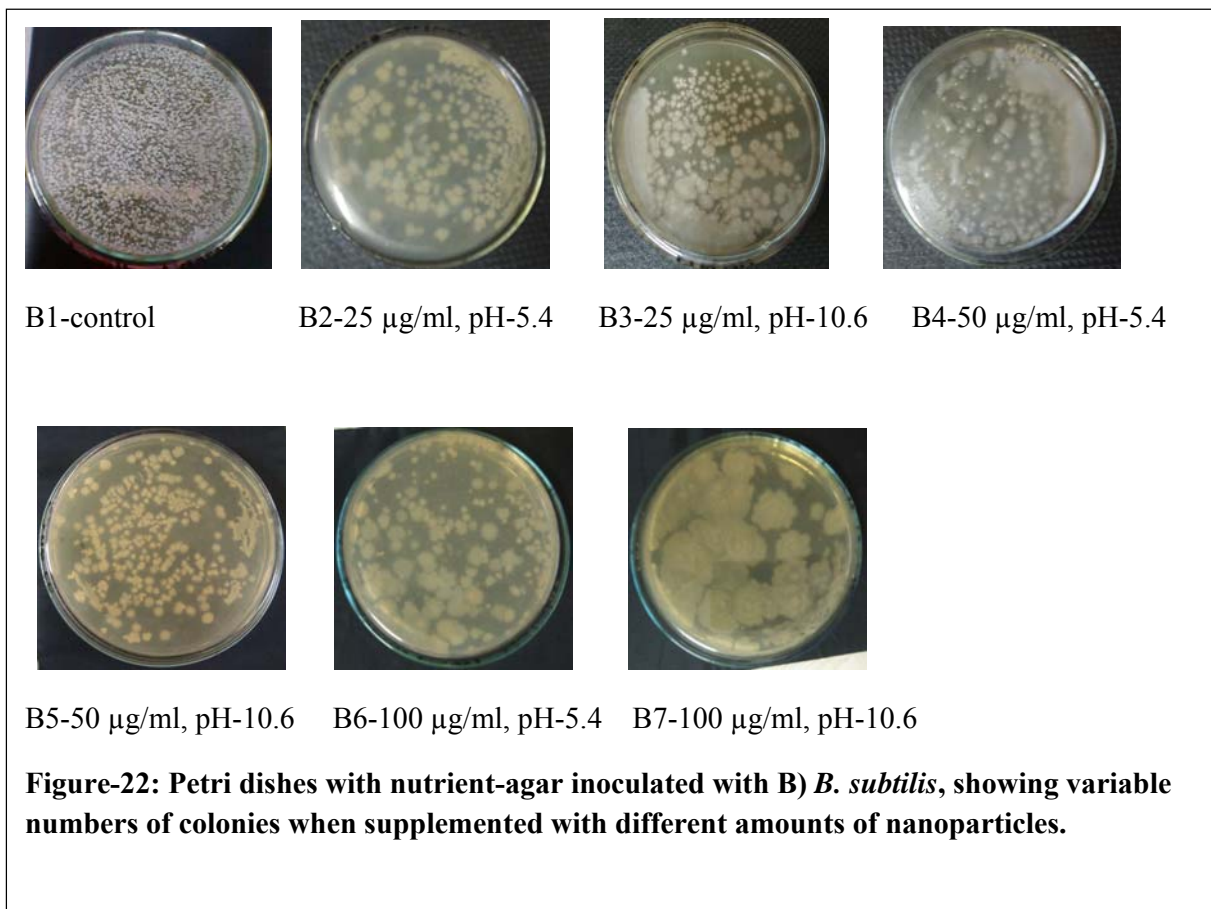 B1-control B2-25 µg/ml, pH-5.4 B3-25 µg/ml, pH-10.6 B4-50 µg/ml, pH-5.4
B5-50 µg/ml, pH-10.6 B6-100 µg/ml, pH-5.4 B7-100 µg/ml, pH-10.6
Figure-22: Petri dishes with nutrient-agar inoculated with B) B. subtilis, showing variable
numbers of colonies when supplemented with different amounts of nanoparticles.